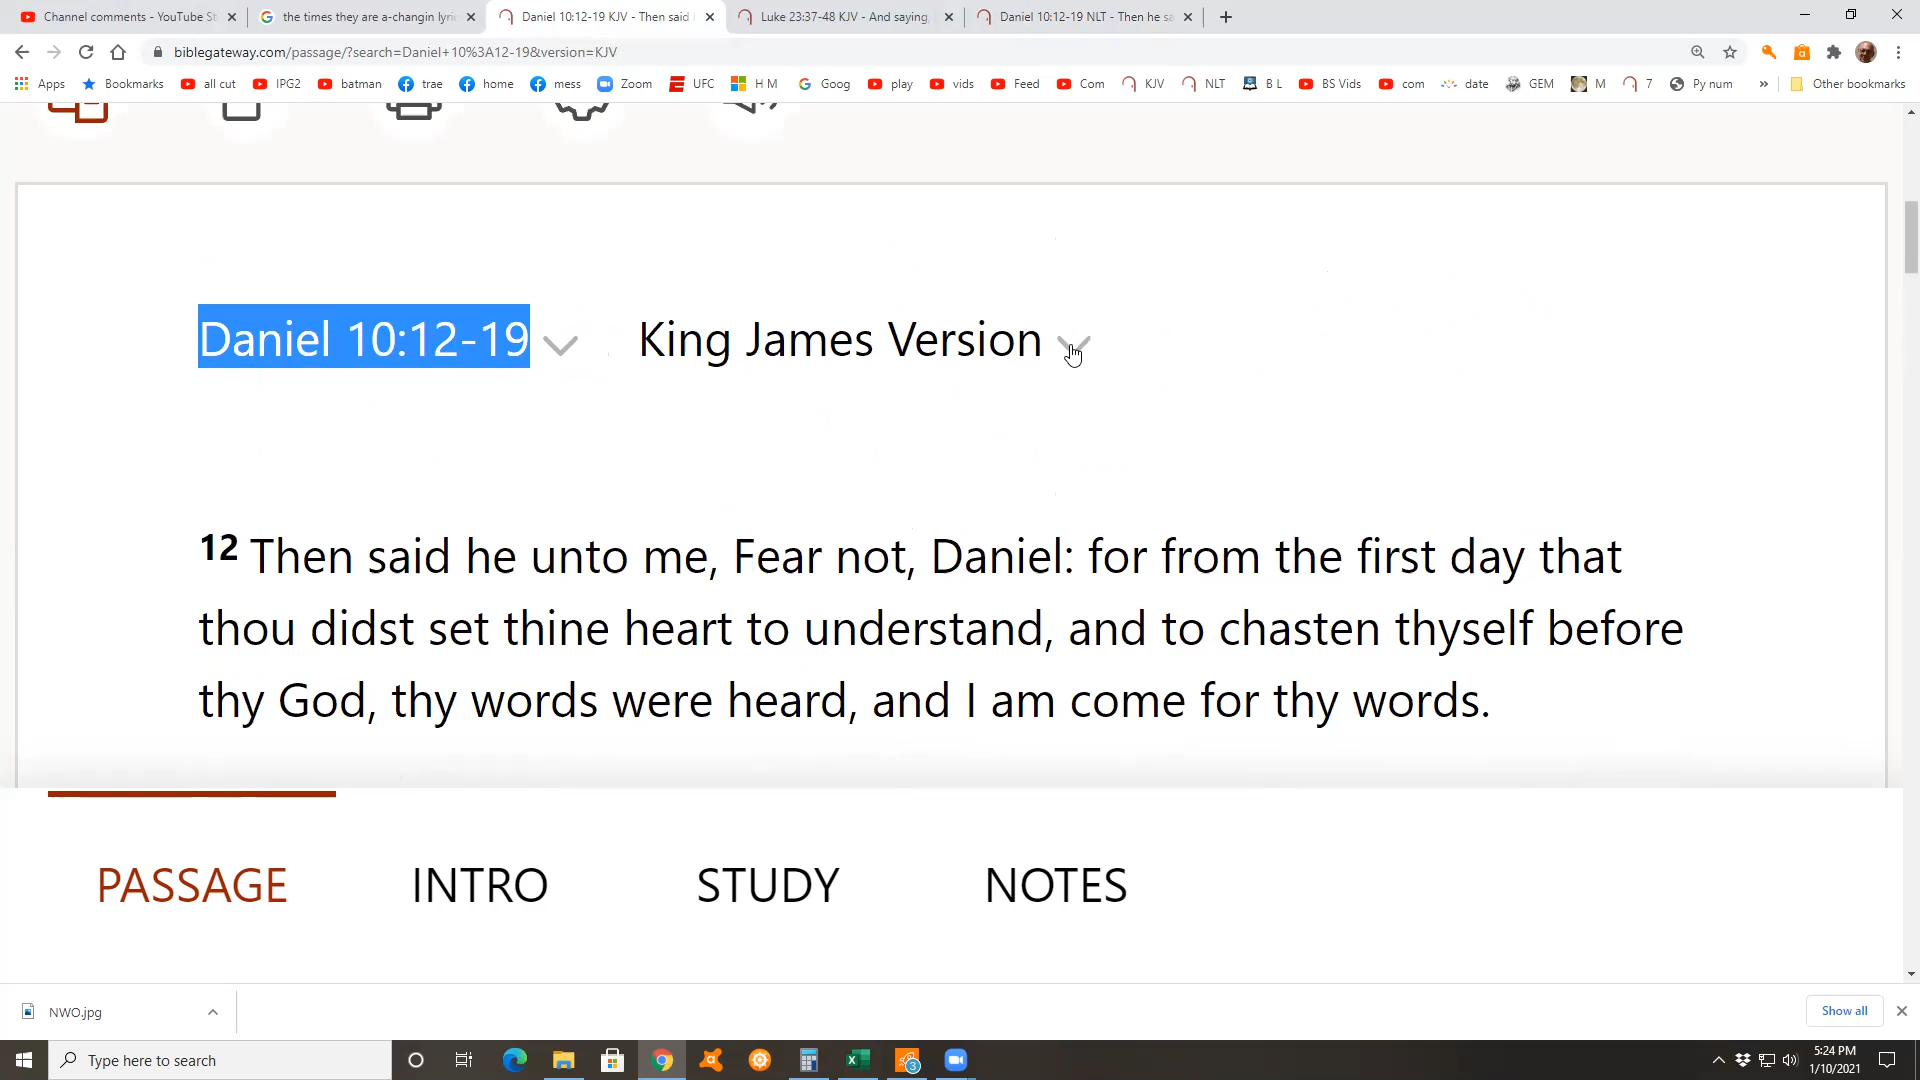 Channel comments - YouTube St
the times they are a-changin lyric
Daniel 10:12-19 KJV - Then said
Luke 23:37-48 KJV - And saying,
Daniel 10:12-19 NLT - Then he sa
biblegateway.com/passage/?search=Daniel+10%3A12-19&version=KJV
Apps Bookmarks all cut IPG2 batman trae home mess Zoom UFC H M Goog play vids Feed Com KJV NLT B L BS Vids com date GEM M 7 Py num » Other bookmarks
Daniel 10:12-19 King James Version
12 Then said he unto me, Fear not, Daniel: for from the first day that
thou didst set thine heart to understand, and to chasten thyself before
thy God, thy words were heard, and I am come for thy words.
PASSAGE INTRO STUDY NOTES
NWO.jpg
Show all
Type here to search
3
5:24 PM
1/10/2021